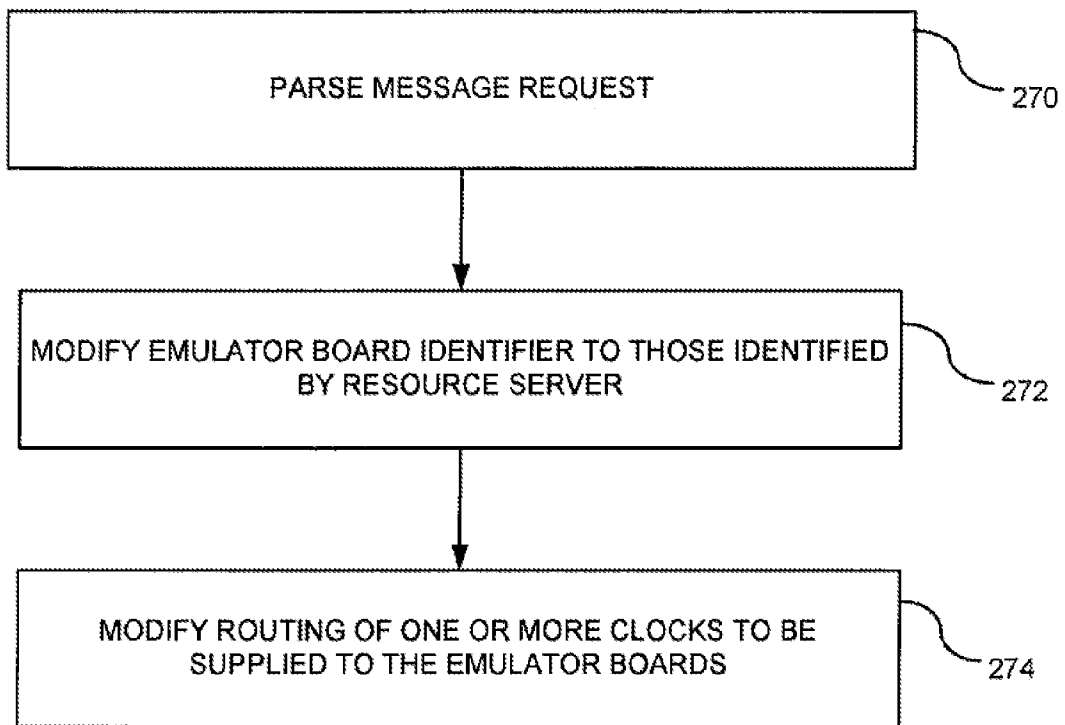 PARSE MESSAGE REQUEST
270
MODIFY EMULATOR BOARD IDENTIFIER TO THOSE IDENTIFIED
BY RESOURCE SERVER
272
MODIFY ROUTING OF ONE OR MORE CLOCKS TO BE
SUPPLIED TO THE EMULATOR BOARDS
274